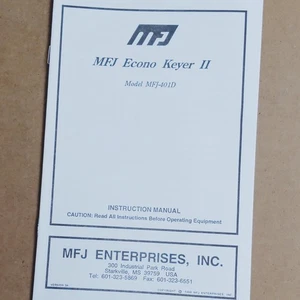 MFJ
MFJ Econo Keyer II
Model MFJ-401D
INSTRUCTION MANUAL
CAUTION: Read All Instructions Before Operating Equipment
MFJ ENTERPRISES, INC.
300 Industrial Park Road
Starkville, MS 39759 USA
Tel: 601-323-5869 Fax: 601-323-6551